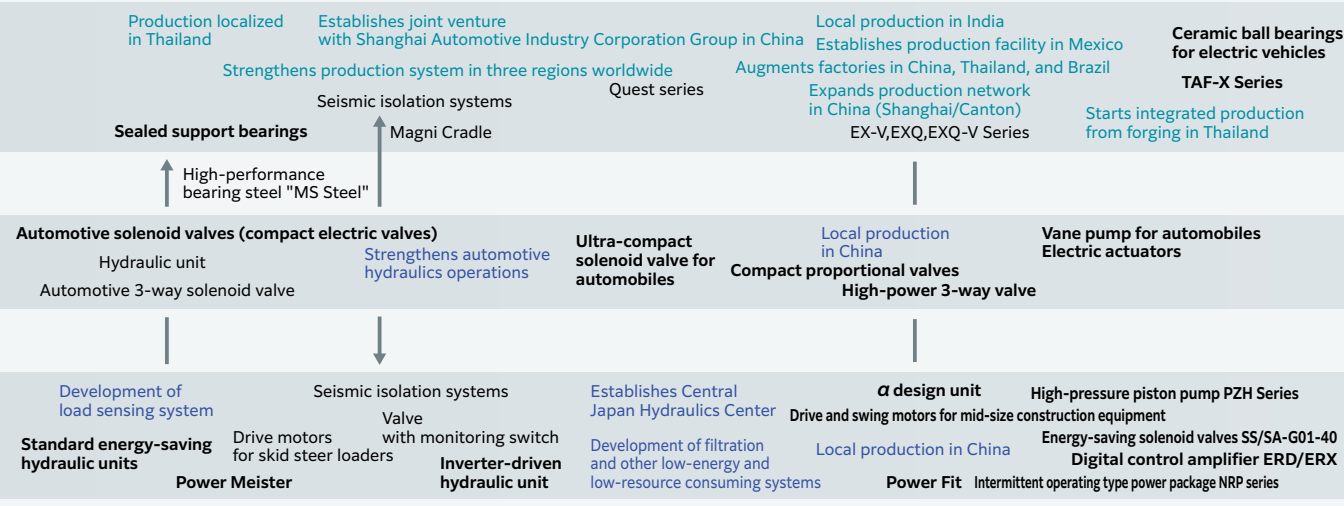 Production localized
in Thailand
Establishes joint venture
with Shanghai Automotive Industry Corporation Group in China
Strengthens production system in three regions worldwide
Quest series
Seismic isolation systems
Sealed support bearings
Magni Cradle
High-performance
bearing steel "MS Steel"
Local production in India
Establishes production facility in Mexico
Augments factories in China, Thailand, and Brazil
Expands production network
in China (Shanghai/Canton)
EX-V,EXQ,EXQ-V Series
Ceramic ball bearings
for electric vehicles
TAF-X Series
Starts integrated production
from forging in Thailand
Automotive solenoid valves (compact electric valves)
Hydraulic unit
Automotive 3-way solenoid valve
Strengthens automotive
hydraulics operations
Ultra-compact
solenoid valve for
automobiles
Local production
in China
Compact proportional valves
High-power 3-way valve
Vane pump for automobiles
Electric actuators
Development of
load sensing system
Standard energy-saving
hydraulic units
Drive motors
for skid steer loaders
Power Meister
Seismic isolation systems
Valve
with monitoring switch
Inverter-driven
hydraulic unit
Establishes Central
Japan Hydraulics Center
Development of filtration
and other low-energy and
low-resource consuming systems
α design unit
Drive and swing motors for mid-size construction equipment
Local production in China
Power Fit
High-pressure piston pump PZH Series
Energy-saving solenoid valves SS/SA-G01-40
Digital control amplifier ERD/ERX
Intermittent operating type power package NRP series